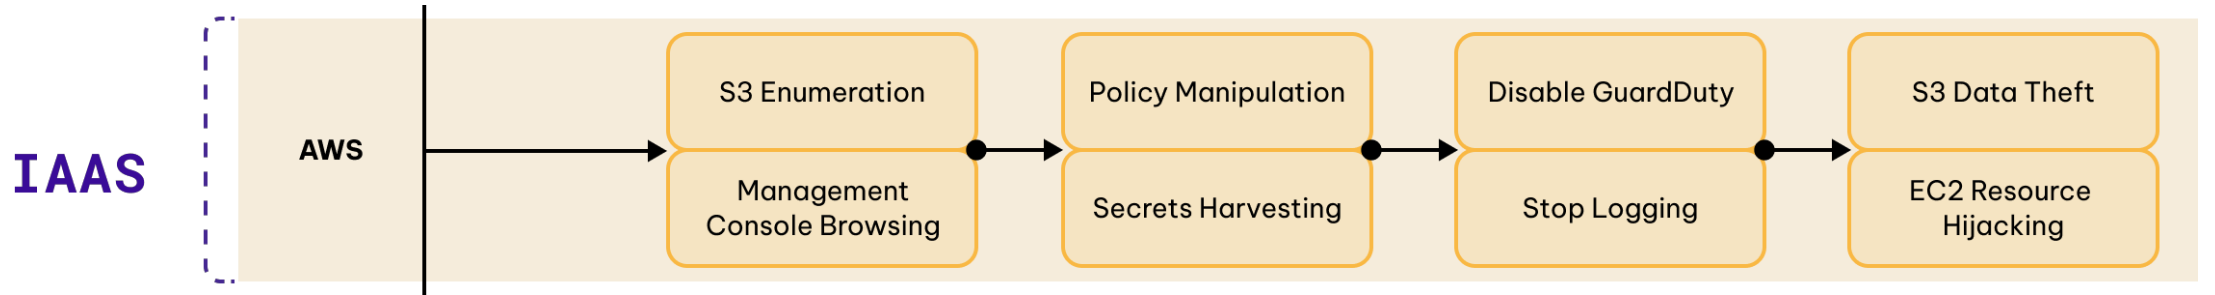 IAAS
AWS
S3 Enumeration
Management
Console Browsing
Policy Manipulation
Secrets Harvesting
Disable GuardDuty
Stop Logging
S3 Data Theft
EC2 Resource
Hijacking